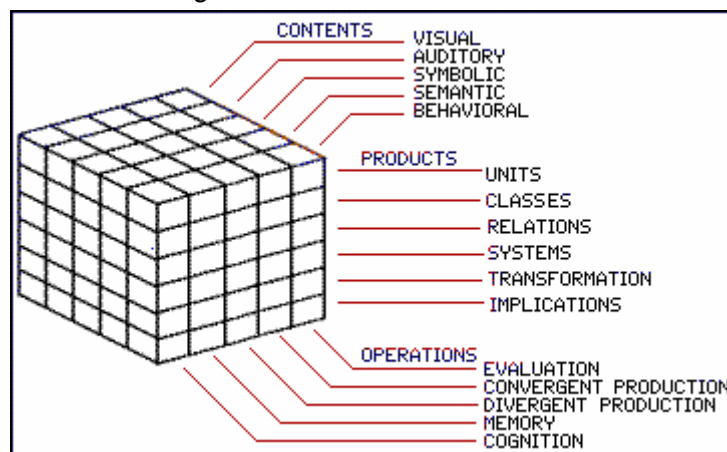 CONTENTS
VISUAL
AUDITORY
SYMBOLIC
SEMANTIC
BEHAVIORAL
PRODUCTS
UNITS
CLASSES
RELATIONS
SYSTEMS
TRANSFORMATION
IMPLICATIONS
OPERATIONS
EVALUATION
CONVERGENT PRODUCTION
DIVERGENT PRODUCTION
MEMORY
COGNITION